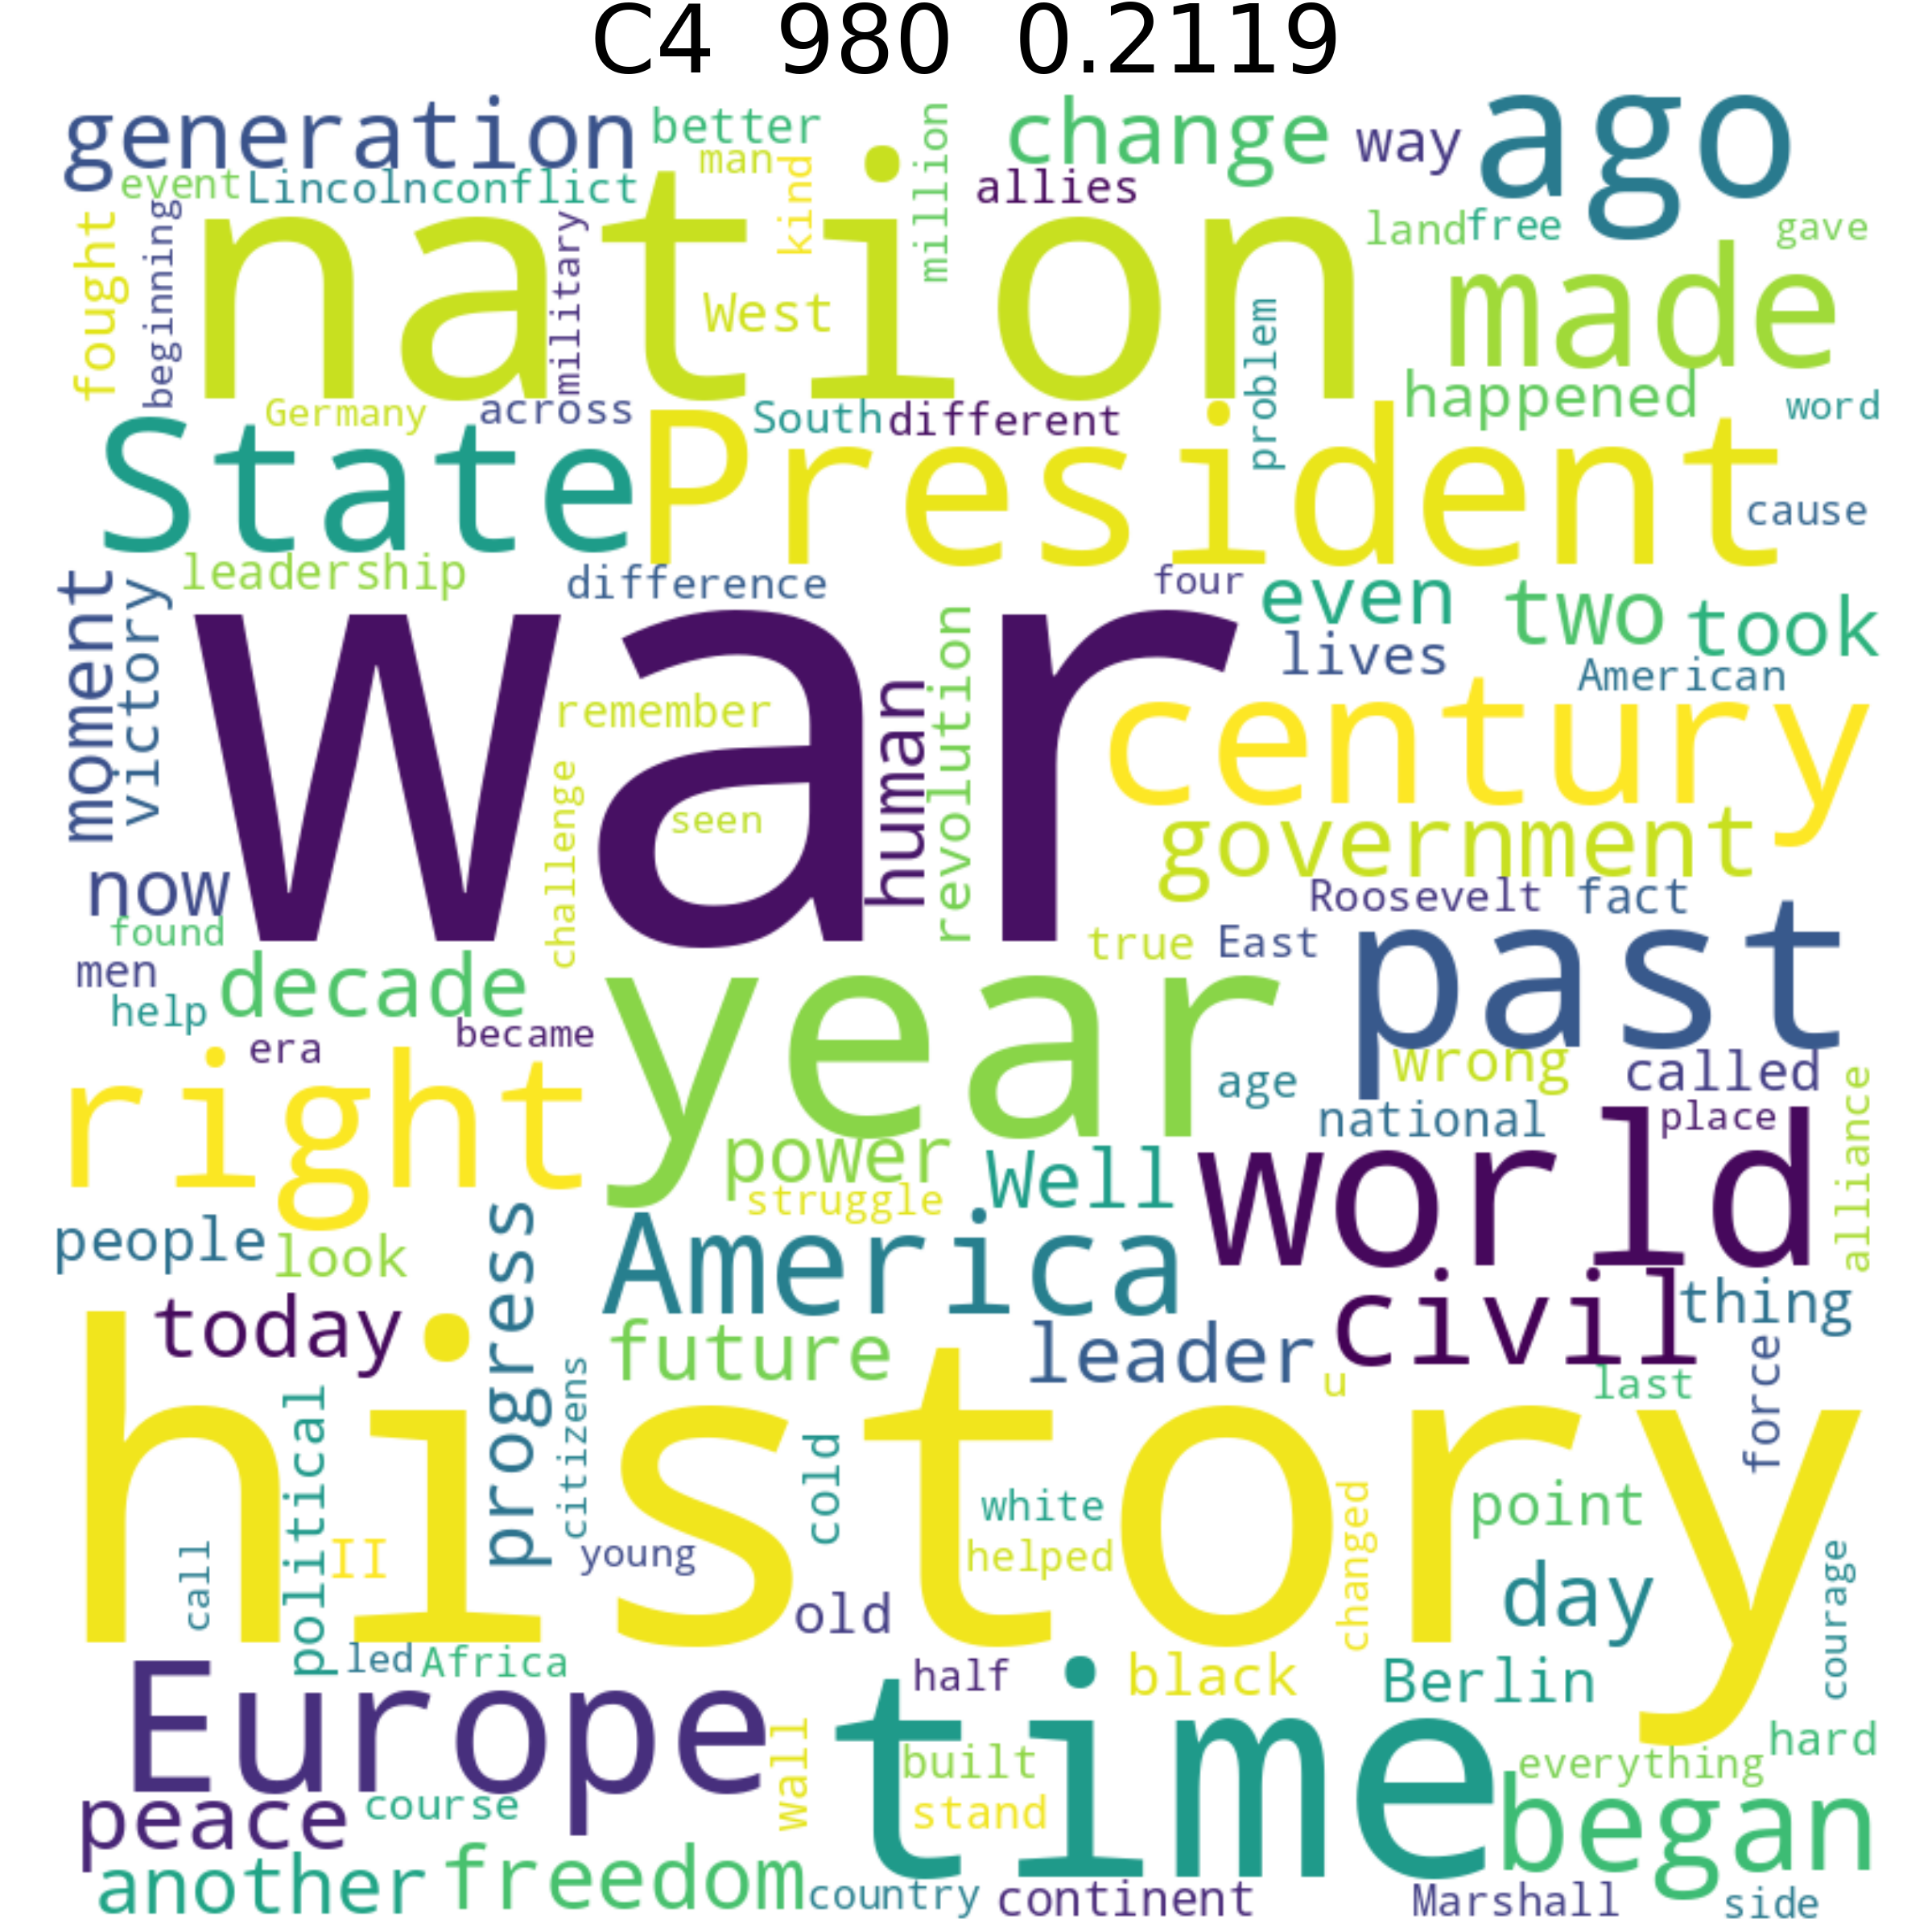 C4 980 0.2119
generation better million change way ago
man
event Lincoln conflict kind allies
fought beginning nation military land free gave
West problem made
happened word
Germany across South different
State President cause
leadership difference four even two took
moment victory war lives American
remember human revolution century
challenge seen government
now Roosevelt fact
found true East past
men decade
help year
era became wrong called
right age alliance
national place
power Well world
struggle
people look progress America
today civil thing
future leader
citizens u last force
history
political cold point
white changed
call II young helped day courage
old
led Africa half black Berlin
Europe time
wall built everything hard
peace course stand began
another freedom country continent Marshall side